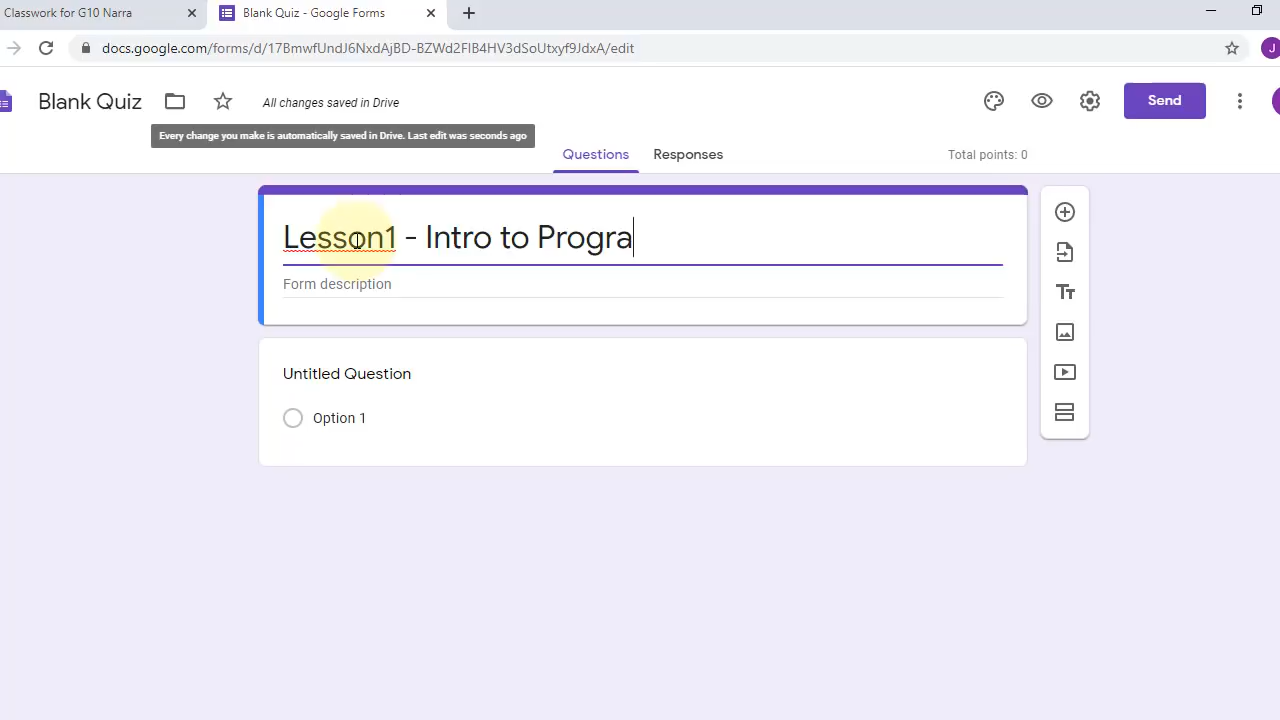 Classwork for G10 Narra
Blank Quiz - Google Forms
docs.google.com/forms/d/17BmwfUndJ6NxdAjBD-BZWd2FlB4HV3dSoUtxyf9JdxA/edit
Blank Quiz
All changes saved in Drive
Send
Every change you make is automatically saved in Drive. Last edit was seconds ago
Questions
Responses
Total points: 0
Lesson1 - Intro to Progra
Form description
Untitled Question
Option 1
J
Tт